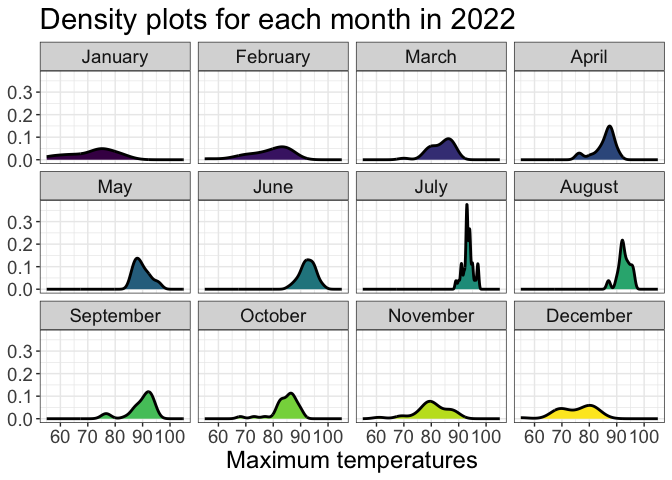 Density plots for each month in 2022
January February March April
0.3
0.2
0.1
0.0
May June July August
0.3
0.2
0.1
0.0
September October November December
0.3
0.2
0.1
0.0
60 70 80 90 100 60 70 80 90 100 60 70 80 90 100 60 70 80 90 100
Maximum temperatures